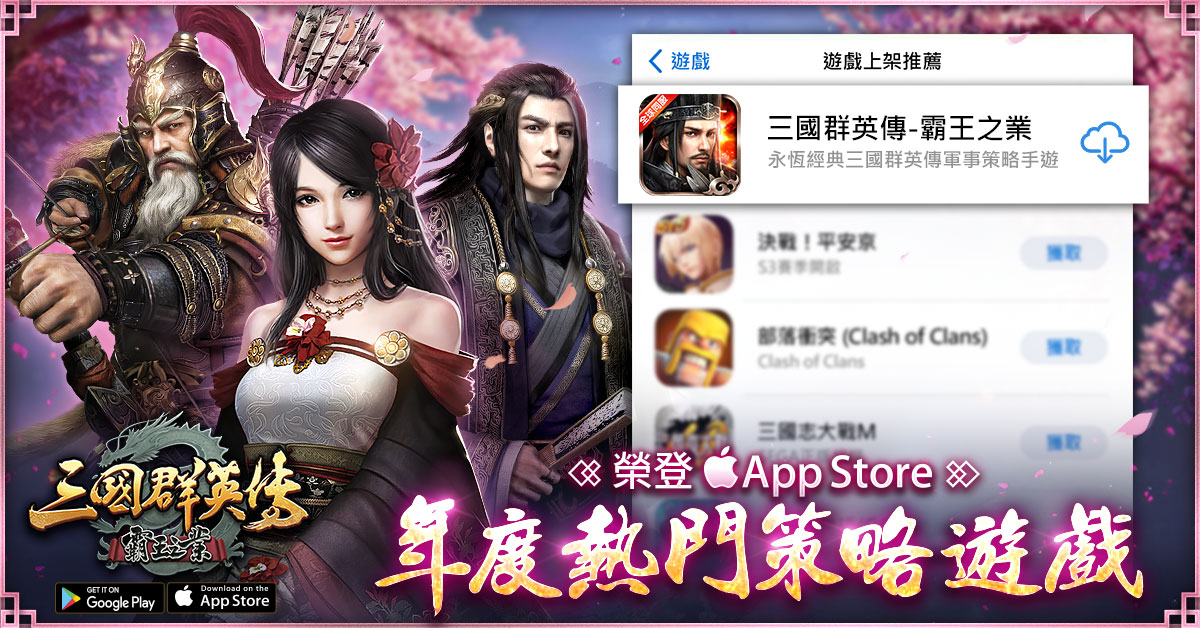 遊戲
遊戲上架推薦
全球同服
三國群英傳-霸王之業
永恆經典三國群英傳軍事策略手遊
決戰！平安京
S3賽季開啟
獲取
部落衝突 (Clash of Clans)
Clash of Clans
獲取
三國志大戰M
獲取
榮登 App Store
年度熱門策略遊戲
三國群英傳
霸王之業
GET IT ON
Google Play
Download on the
App Store